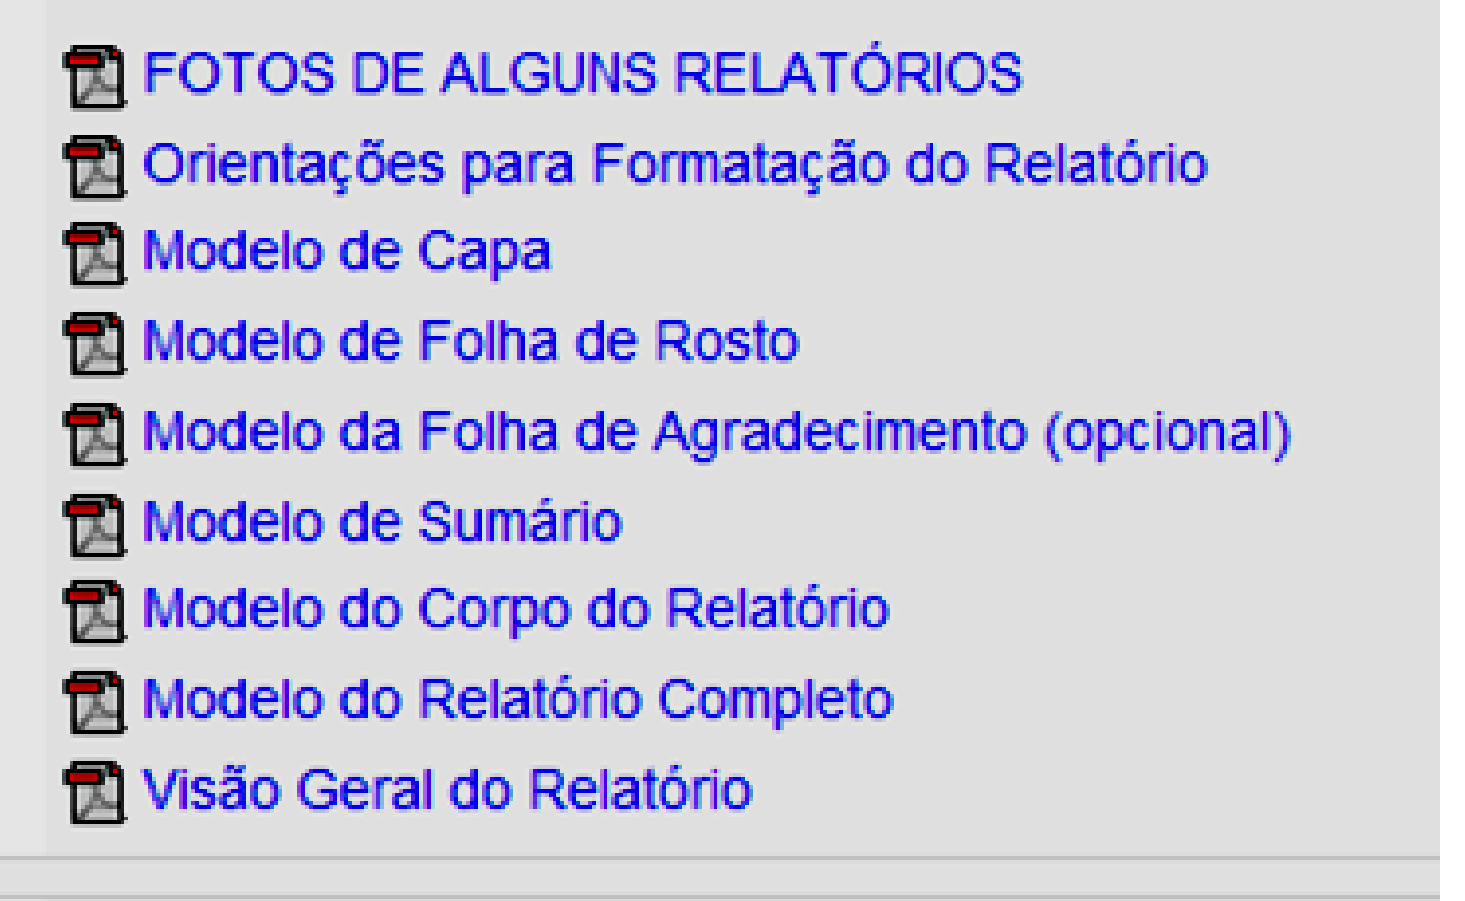 FOTOS DE ALGUNS RELATÓRIOS
Orientações para Formatação do Relatório
Modelo de Capa
Modelo de Folha de Rosto
Modelo da Folha de Agradecimento (opcional)
Modelo de Sumário
Modelo do Corpo do Relatório
Modelo do Relatório Completo
Visão Geral do Relatório